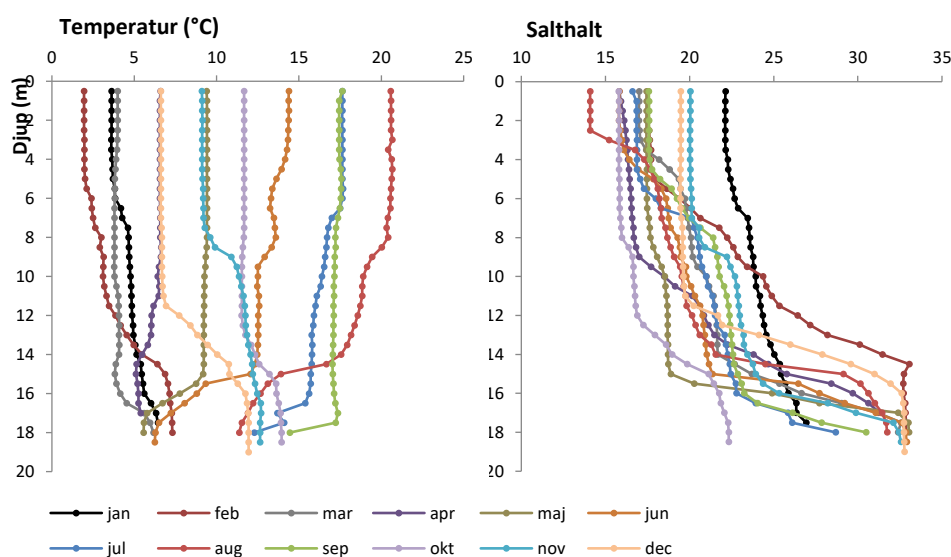 Temperatur (°C)
Salthalt
0 5 10 15 20 25
10 15 20 25 30 35
Djup (m)
0 0
2 2
4 4
6 6
8 8
10 10
12 12
14 14
16 16
18 18
20 20
jan feb mar apr maj jun
jul aug sep okt nov dec